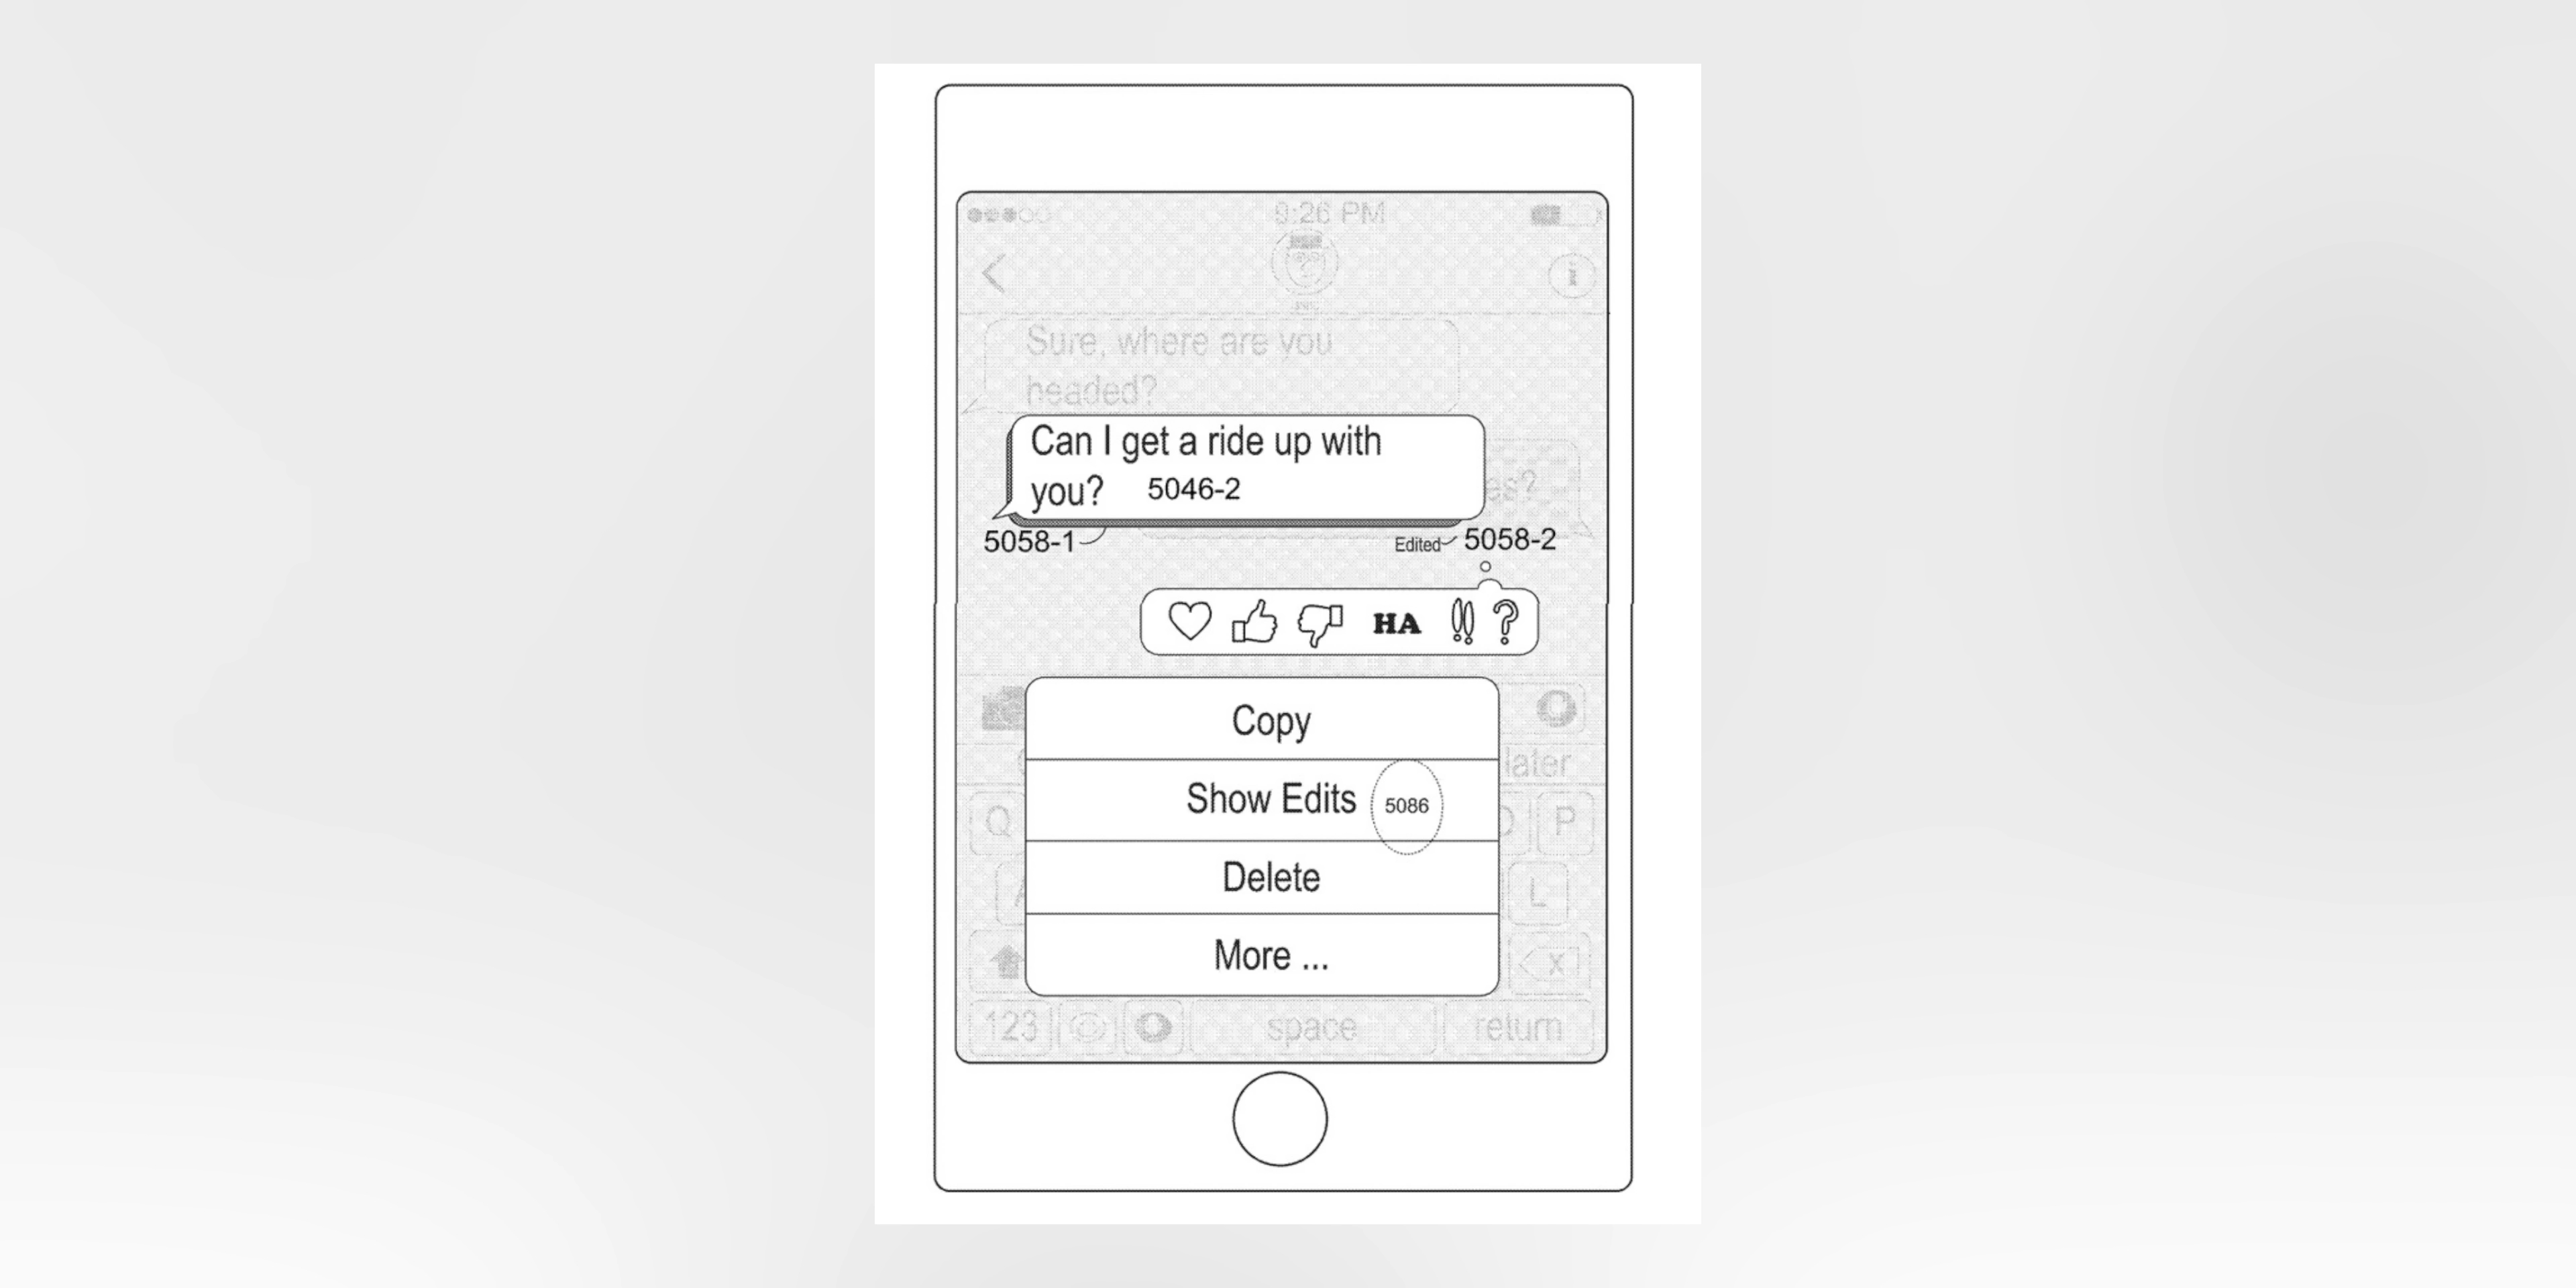 9:26 PM
Sure, where are you
headed?
Can I get a ride up with
you? 5046-2
es?
5058-1
Edited 5058-2
HA !! ?
Copy
later
Show Edits 5086
Q P
Delete
L
More ...
X
123 space return